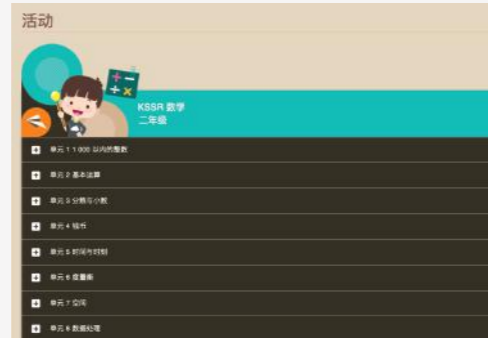 活动
KSSR 数学
二年级
单元 1 1 000 以内的整数
单元 2 基本运算
单元 3 分数与小数
单元 4 钱币
单元 5 时间与时刻
单元 6 度量衡
单元 7 空间
单元 8 数据处理